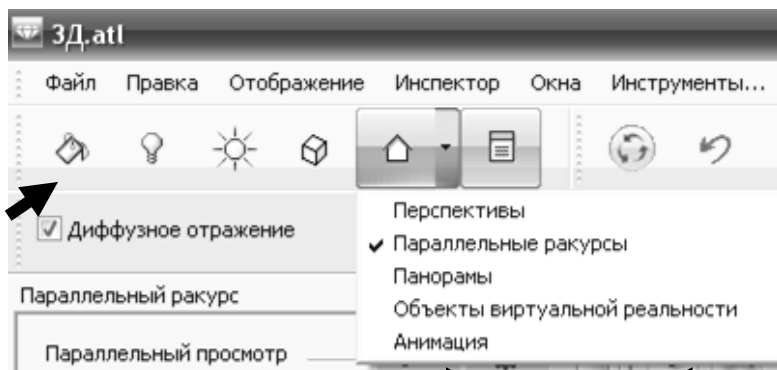 3Д.atl
Файл Правка Отображение Инспектор Окна Инструменты...
Диффузное отражение
Перспективы
Параллельные ракурсы
Панорамы
Объекты виртуальной реальности
Анимация
Параллельный ракурс
Параллельный просмотр